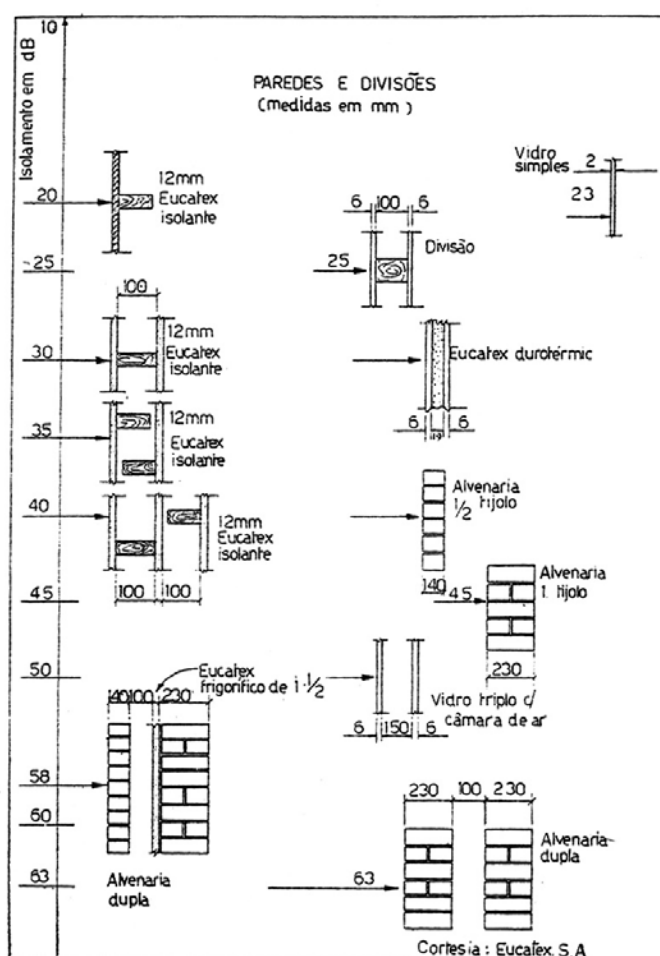 10
Isolamento em dB
PAREDES E DIVISÕES
(medidas em mm)
Vidro simples
2
23
20
12mm
Eucatex
isolante
6 100 6
Divisão
25
25
100
30
12mm
Eucatex
isolante
Eucatex durotérmic
6 6
35
12mm
Eucatex
isolante
40
12mm
Eucatex
isolante
100 100
Alvenaria
1/2 tijolo
140
45
45
Alvenaria
1 tijolo
230
50
Eucatex
frigorífico de 1·1/2
140 100 230
6 150 6
Vidro triplo c/
câmara de ar
58
60
230 100 230
Alvenaria
dupla
63
Alvenaria
dupla
63
Cortesia: Eucatex. S.A